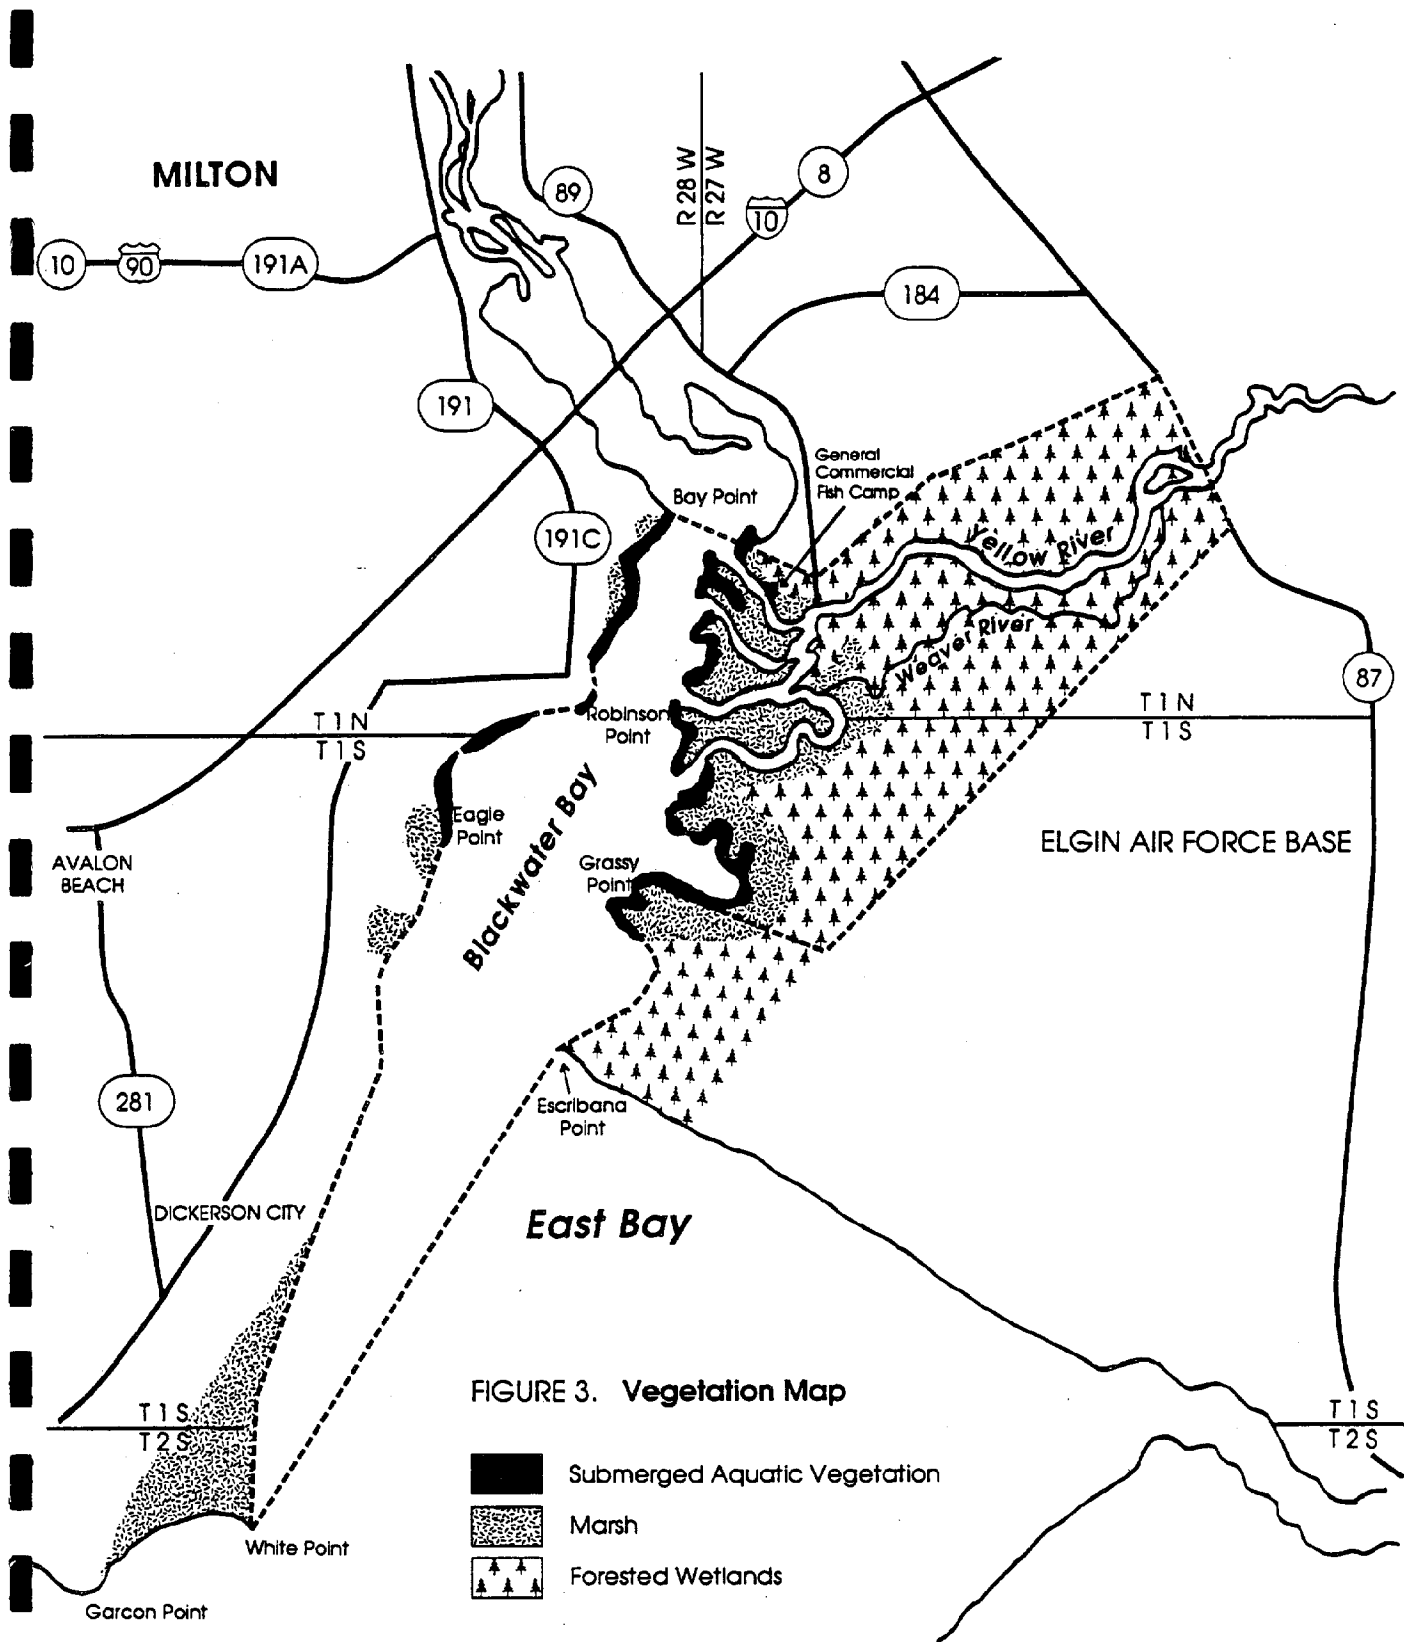 MILTON
89
R 28 W
R 27 W
8
10
10
90
191A
184
191
General
Commercial
Fish Camp
Bay Point
191C
Yellow River
Weaver River
87
T 1 N
T 1 S
Robinson
Point
T 1 N
T 1 S
Eagle
Point
Blackwater Bay
Grassy
Point
AVALON
BEACH
ELGIN AIR FORCE BASE
281
Escribana
Point
DICKERSON CITY
East Bay
FIGURE 3. Vegetation Map
T 1 S
T 2 S
T 1 S
T 2 S
Submerged Aquatic Vegetation
Marsh
White Point
Forested Wetlands
Garcon Point